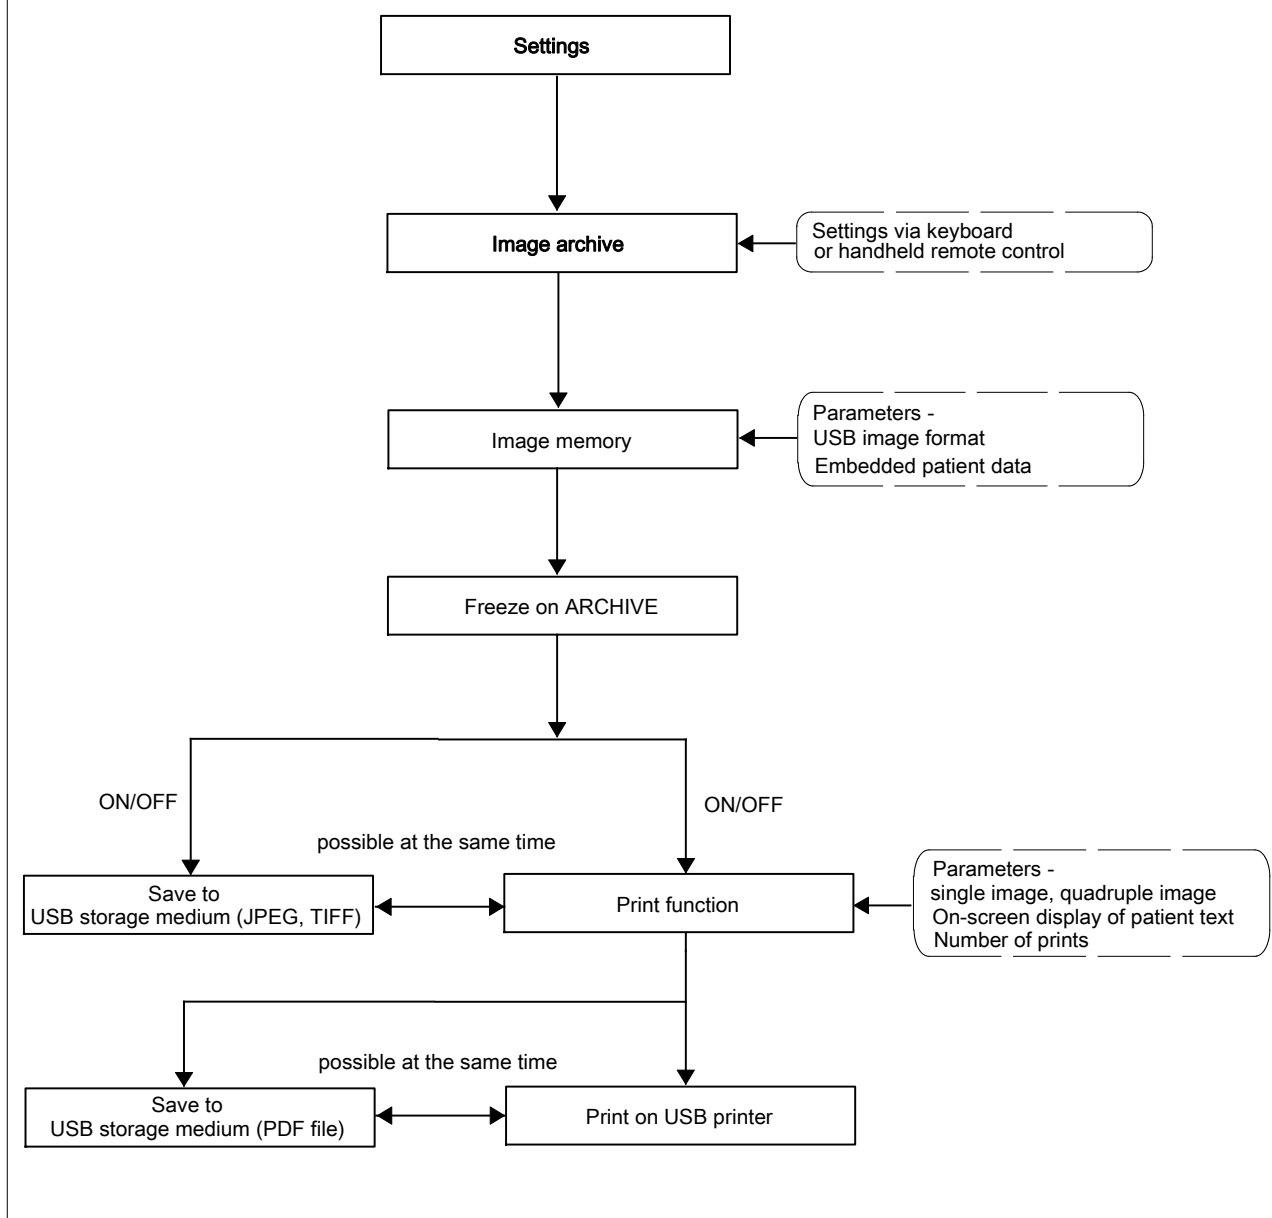 Settings
Image archive
Settings via keyboard
or handheld remote control
Image memory
Parameters -
USB image format
Embedded patient data
Freeze on ARCHIVE
ON/OFF
ON/OFF
possible at the same time
Save to
USB storage medium (JPEG, TIFF)
Print function
Parameters -
single image, quadruple image
On-screen display of patient text
Number of prints
possible at the same time
Save to
USB storage medium (PDF file)
Print on USB printer